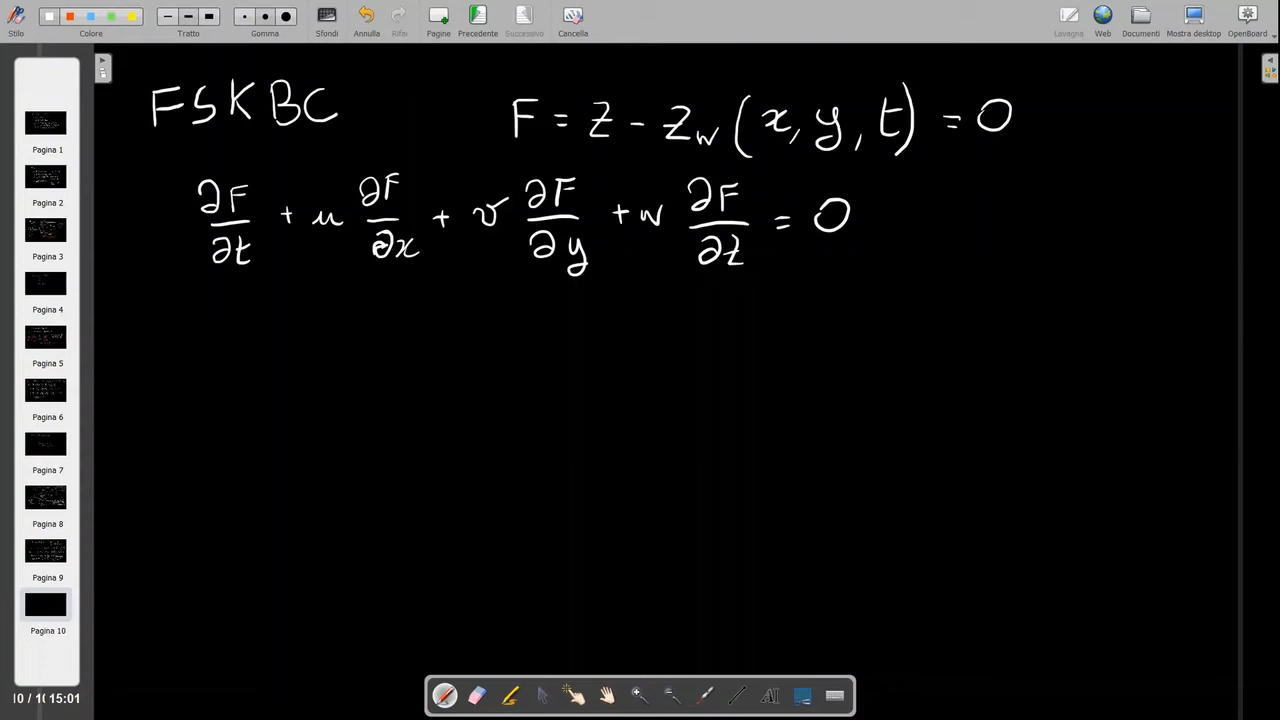 Stilo Colore Tratto Gomma Sfondi Annulla Rifai Pagine Precedente Successivo Cancella Lavagna Web Documenti Mostra desktop OpenBoard
FSKBC F = z - z_w (x, y, t) = 0
∂F/∂t + u ∂F/∂x + v ∂F/∂y + w ∂F/∂z = 0
Pagina 1
Pagina 2
Pagina 3
Pagina 4
Pagina 5
Pagina 6
Pagina 7
Pagina 8
Pagina 9
Pagina 10
15:01